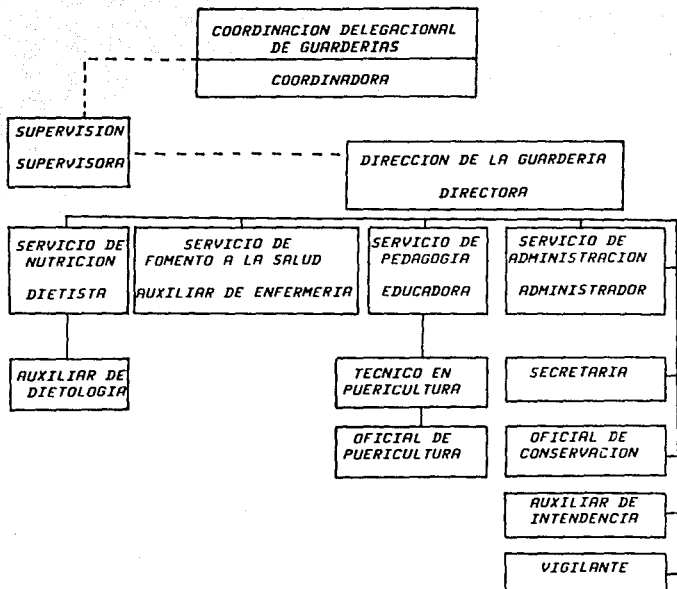 COORDINACION DELEGACIONAL
DE GUARDERIAS
COORDINADORA
SUPERVISION
SUPERVISORA
DIRECCION DE LA GUARDERIA
DIRECTORA
SERVICIO DE
NUTRICION
DIETISTA
SERVICIO DE
FOMENTO A LA SALUD
AUXILIAR DE ENFERMERIA
SERVICIO DE
PEDAGOGIA
EDUCADORA
SERVICIO DE
ADMINISTRACION
ADMINISTRADOR
AUXILIAR DE
DIETOLOGIA
TECNICO EN
PUERICULTURA
SECRETARIA
OFICIAL DE
PUERICULTURA
OFICIAL DE
CONSERVACION
AUXILIAR DE
INTENDENCIA
VIGILANTE